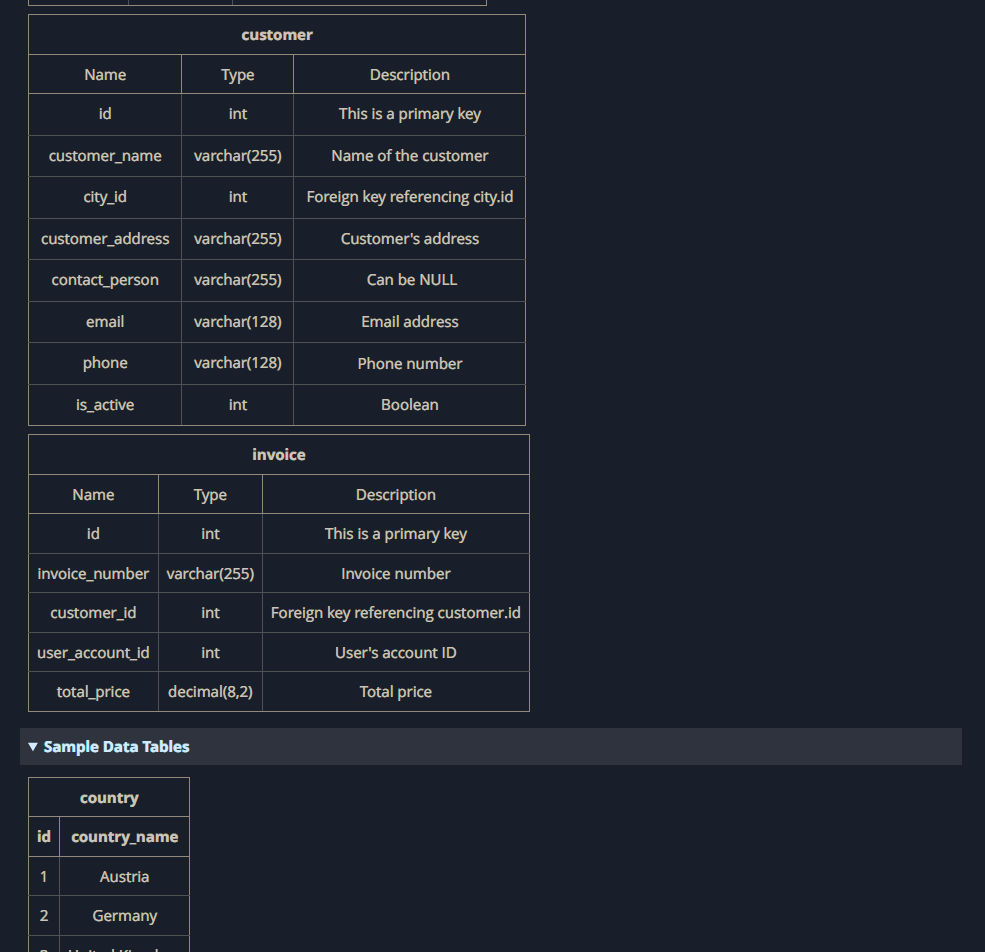 customer
Name Type Description
id int This is a primary key
customer_name varchar(255) Name of the customer
city_id int Foreign key referencing city.id
customer_address varchar(255) Customer's address
contact_person varchar(255) Can be NULL
email varchar(128) Email address
phone varchar(128) Phone number
is_active int Boolean
invoice
Name Type Description
id int This is a primary key
invoice_number varchar(255) Invoice number
customer_id int Foreign key referencing customer.id
user_account_id int User's account ID
total_price decimal(8,2) Total price
▼ Sample Data Tables
country
id country_name
1 Austria
2 Germany